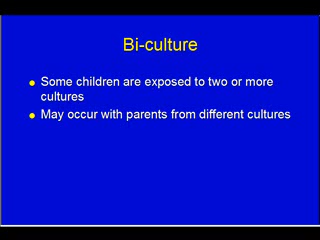 Bi-culture
Some children are exposed to two or more
cultures
May occur with parents from different cultures